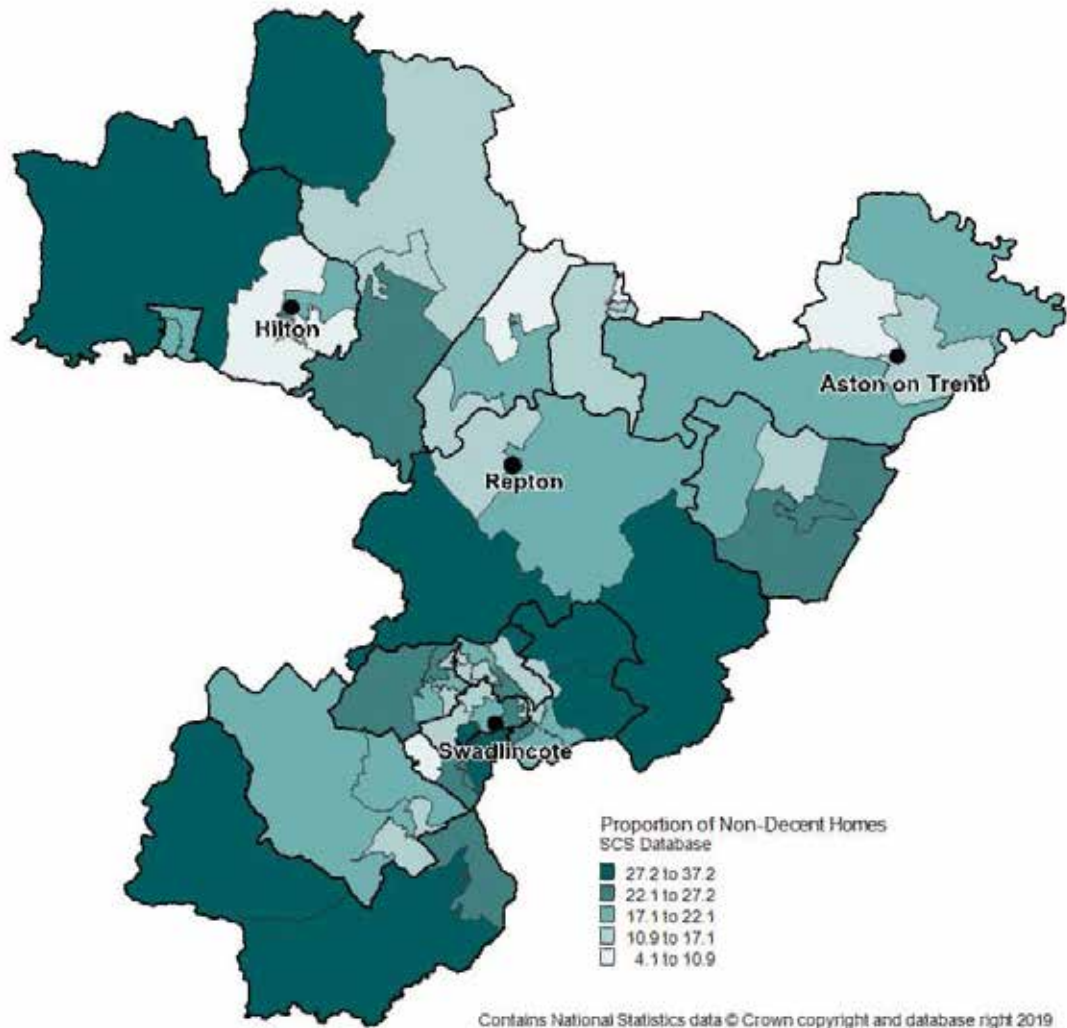 Hilton
Aston on Trent
Repton
Swadlincote
Proportion of Non-Decent Homes
SCS Database
27.2 to 37.2
22.1 to 27.2
17.1 to 22.1
10.9 to 17.1
4.1 to 10.9
Contains National Statistics data © Crown copyright and database right 2019